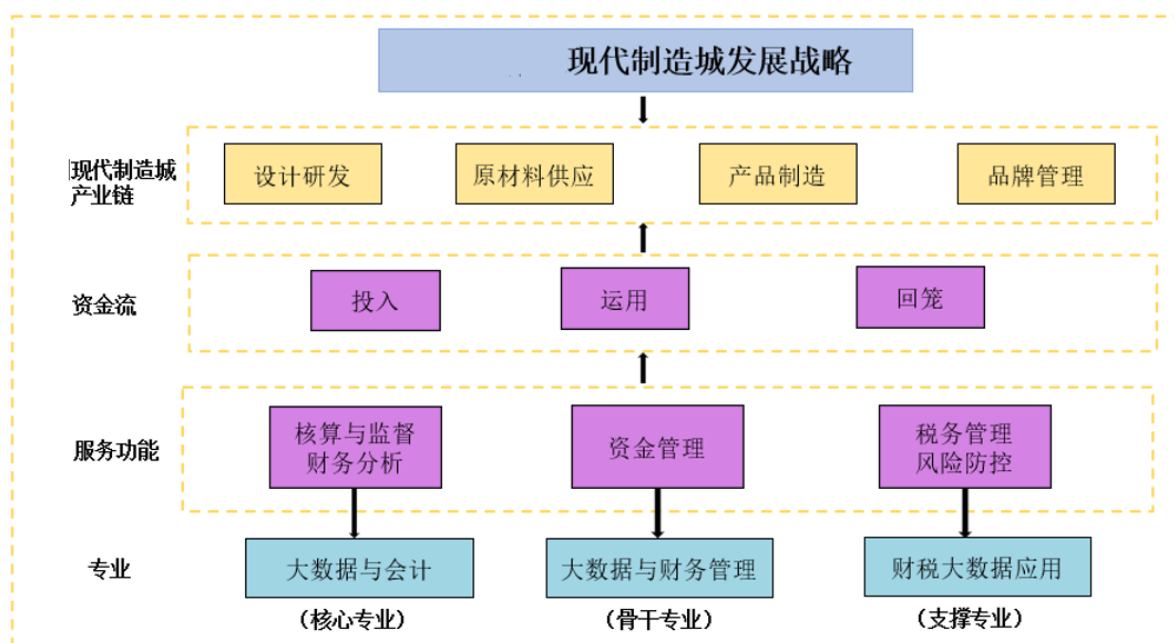 现代制造城发展战略
现代制造城
产业链
设计研发
原材料供应
产品制造
品牌管理
资金流
投入
运用
回笼
服务功能
核算与监督
财务分析
资金管理
税务管理
风险防控
专业
大数据与会计
大数据与财务管理
财税大数据应用
（核心专业）
（骨干专业）
（支撑专业）